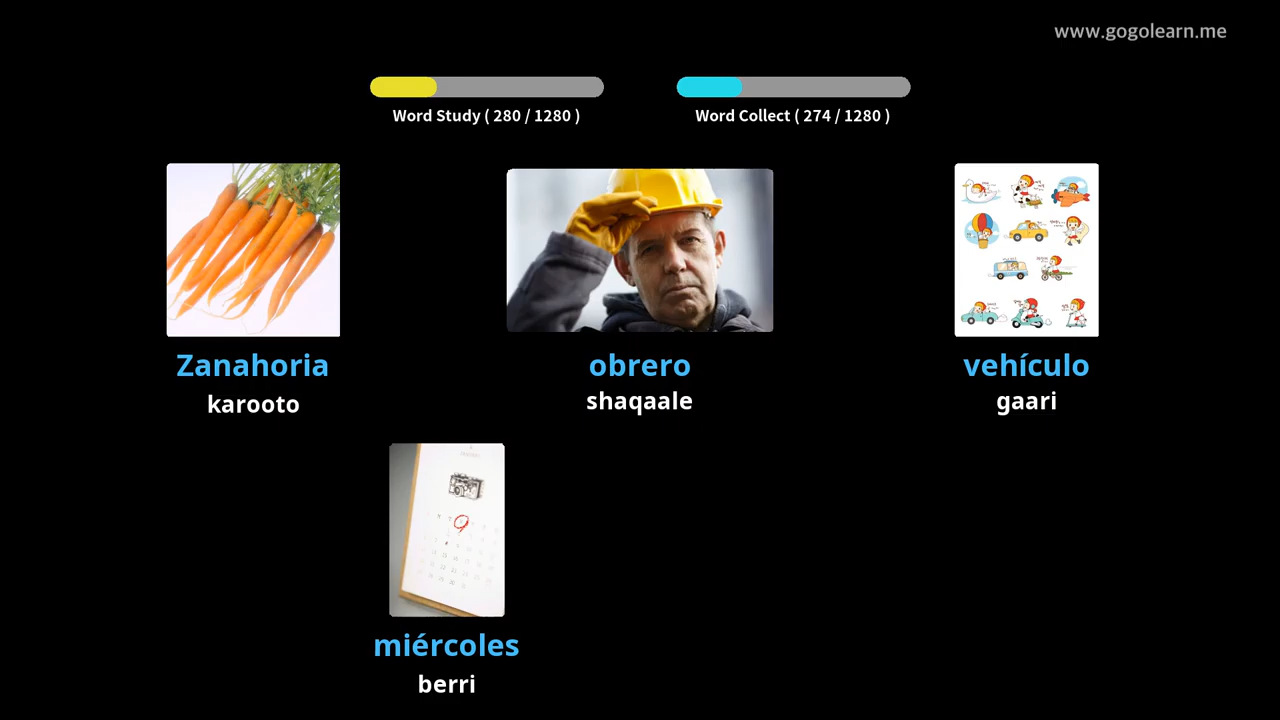 www.gogolearn.me
Word Study ( 280 / 1280 )
Word Collect ( 274 / 1280 )
Zanahoria
karooto
obrero
shaqaale
vehículo
gaari
miércoles
berri